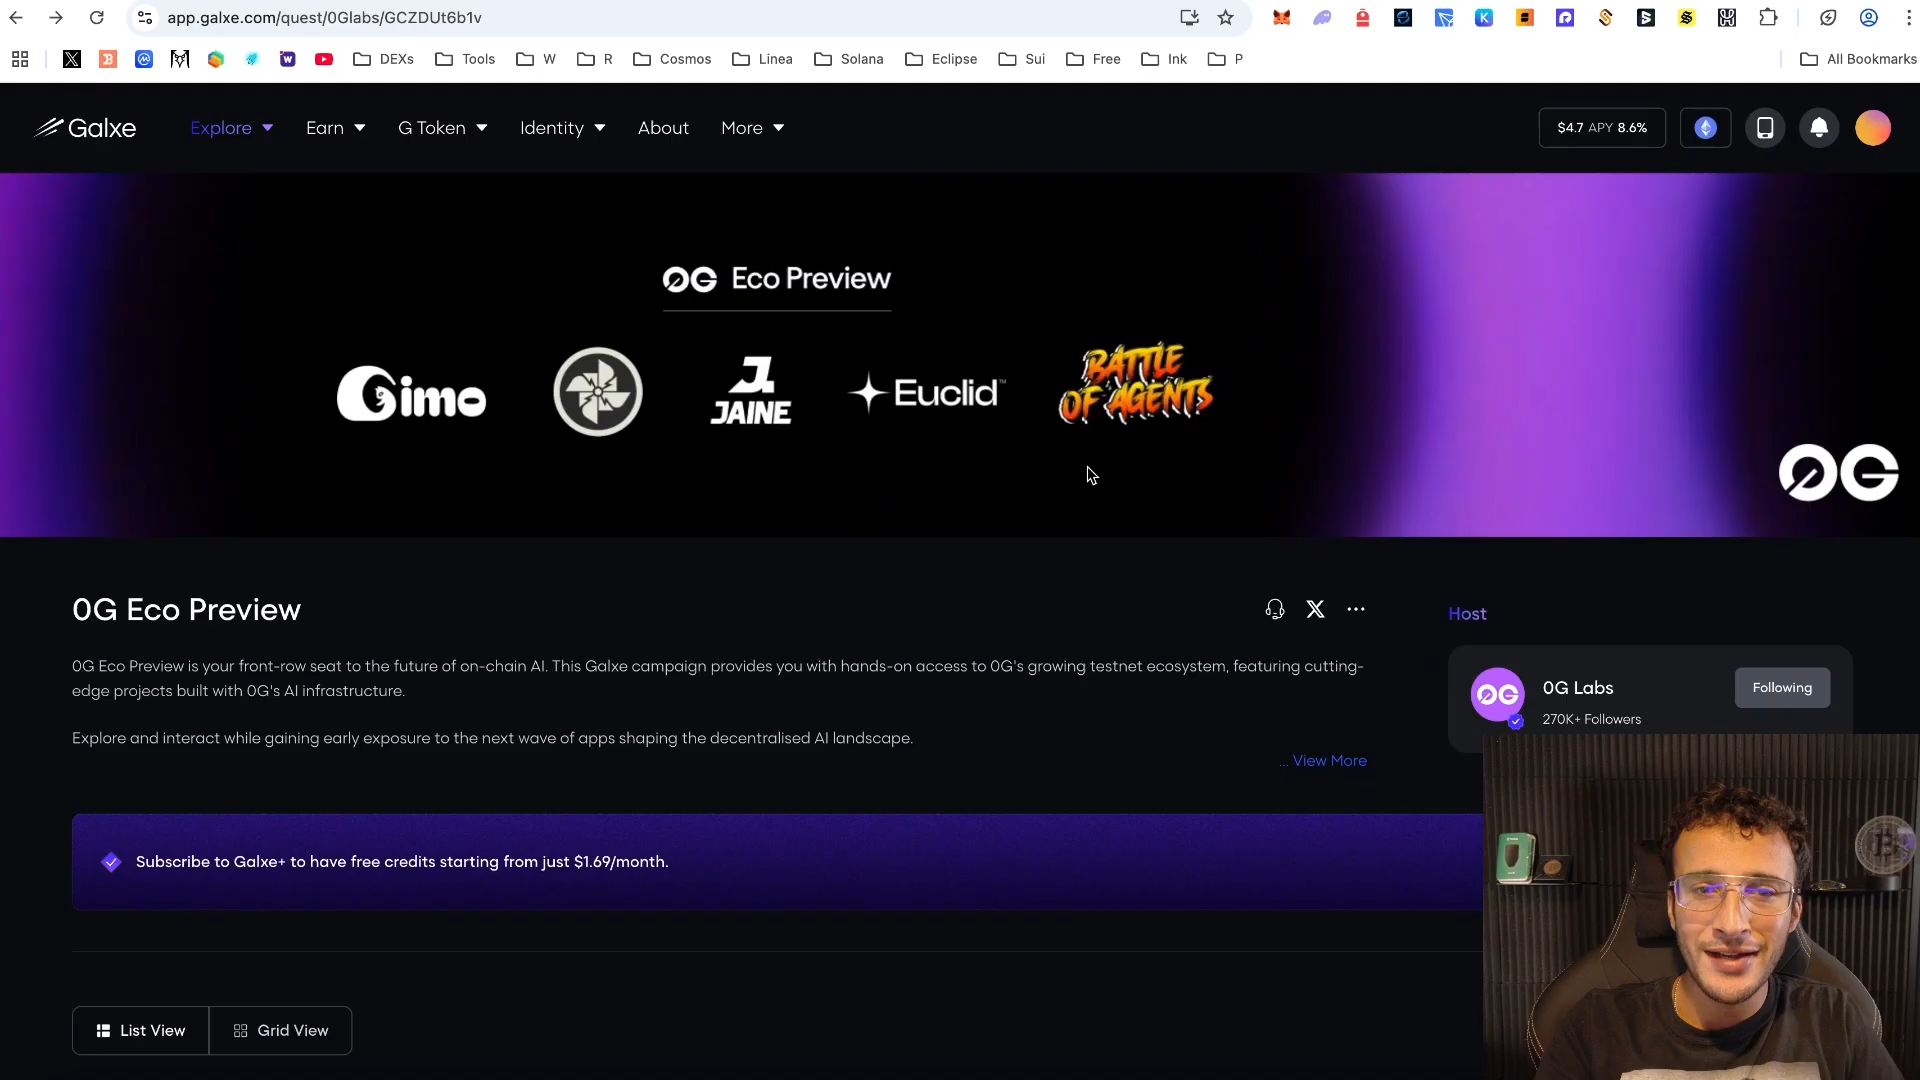 app.galxe.com/quest/0Glabs/GCZDUt6b1v
DEXs Tools W R Cosmos Linea Solana Eclipse Sui Free Ink P All Bookmarks
Galxe Explore Earn G Token Identity About More $4.7 APY 8.6%
0G Eco Preview
Gimo JAINE Euclid™ BATTLE OF AGENTS
0G
0G Eco Preview
Host
0G Eco Preview is your front-row seat to the future of on-chain AI. This Galxe campaign provides you with hands-on access to 0G's growing testnet ecosystem, featuring cutting-
edge projects built with 0G's AI infrastructure.
0G 0G Labs Following
270K+ Followers
Explore and interact while gaining early exposure to the next wave of apps shaping the decentralised AI landscape.
... View More
Subscribe to Galxe+ to have free credits starting from just $1.69/month.
List View Grid View